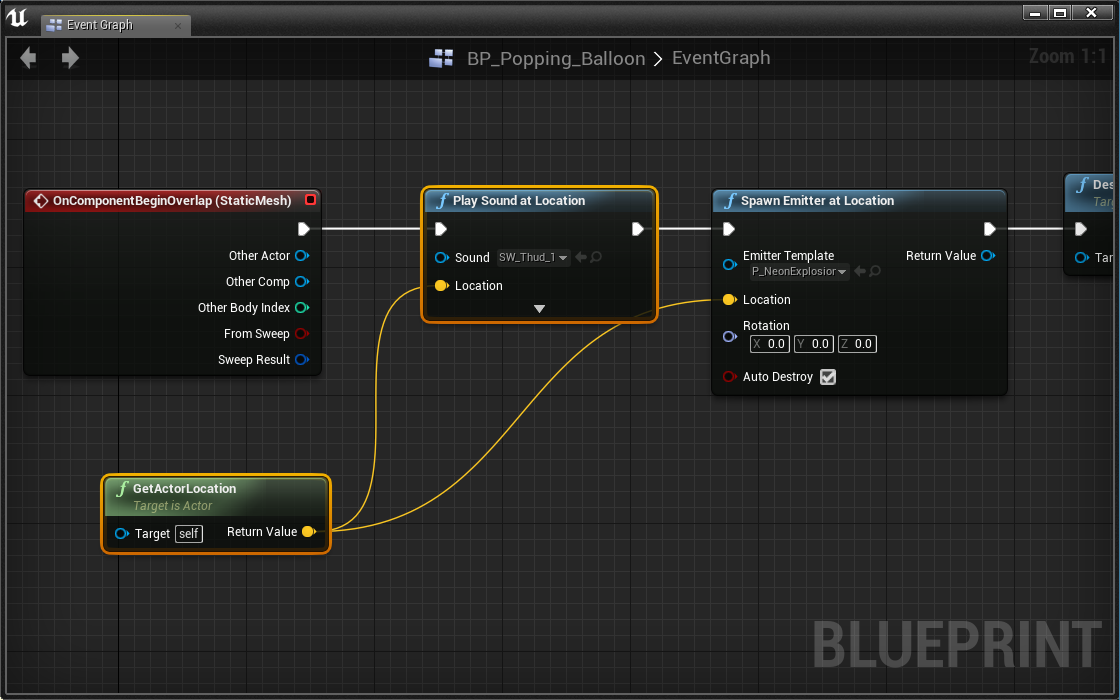 Event Graph
BP_Popping_Balloon > EventGraph
Zoom 1:1
OnComponentBeginOverlap (StaticMesh)
Other Actor
Other Comp
Other Body Index
From Sweep
Sweep Result
f Play Sound at Location
Sound SW_Thud_1
Location
f Spawn Emitter at Location
Emitter Template
P_NeonExplosior
Return Value
Location
Rotation
X 0.0 Y 0.0 Z 0.0
Auto Destroy
f Des
Targ
Tar
f GetActorLocation
Target is Actor
Target self Return Value
BLUEPRINT